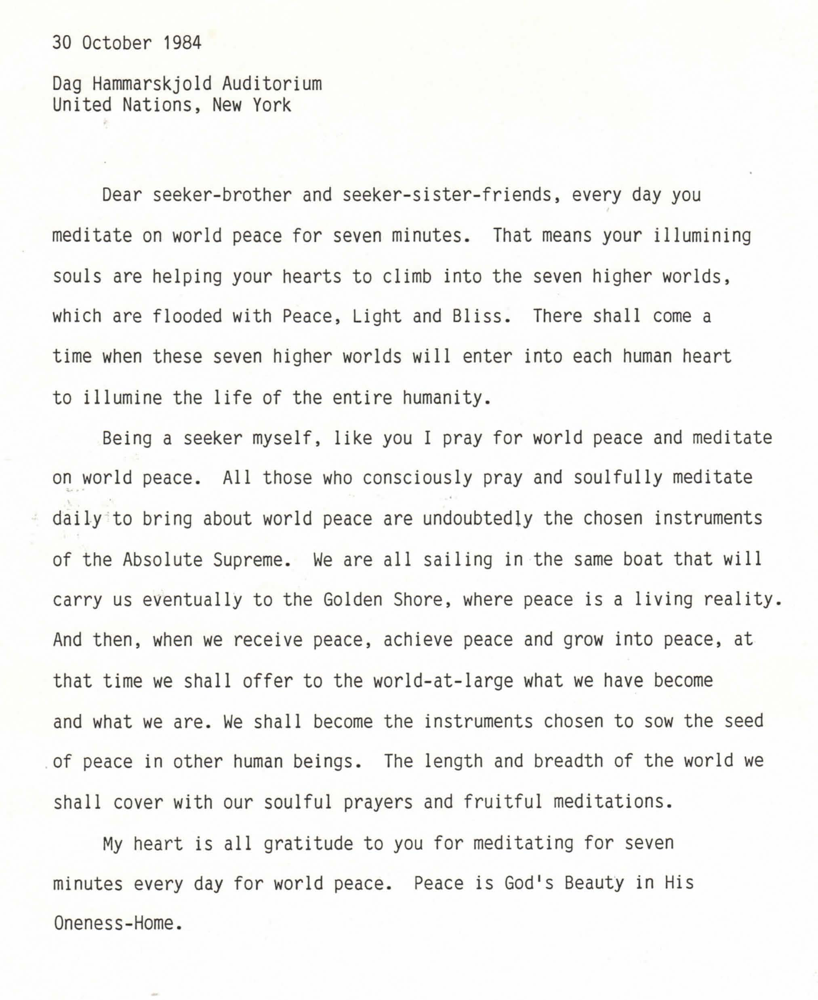 30 October 1984
Dag Hammarskjold Auditorium
United Nations, New York
Dear seeker-brother and seeker-sister-friends, every day you
meditate on world peace for seven minutes. That means your illumining
souls are helping your hearts to climb into the seven higher worlds,
which are flooded with Peace, Light and Bliss. There shall come a
time when these seven higher worlds will enter into each human heart
to illumine the life of the entire humanity.
Being a seeker myself, like you I pray for world peace and meditate
on world peace. All those who consciously pray and soulfully meditate
daily to bring about world peace are undoubtedly the chosen instruments
of the Absolute Supreme. We are all sailing in the same boat that will
carry us eventually to the Golden Shore, where peace is a living reality.
And then, when we receive peace, achieve peace and grow into peace, at
that time we shall offer to the world-at-large what we have become
and what we are. We shall become the instruments chosen to sow the seed
of peace in other human beings. The length and breadth of the world we
shall cover with our soulful prayers and fruitful meditations.
My heart is all gratitude to you for meditating for seven
minutes every day for world peace. Peace is God's Beauty in His
Oneness-Home.